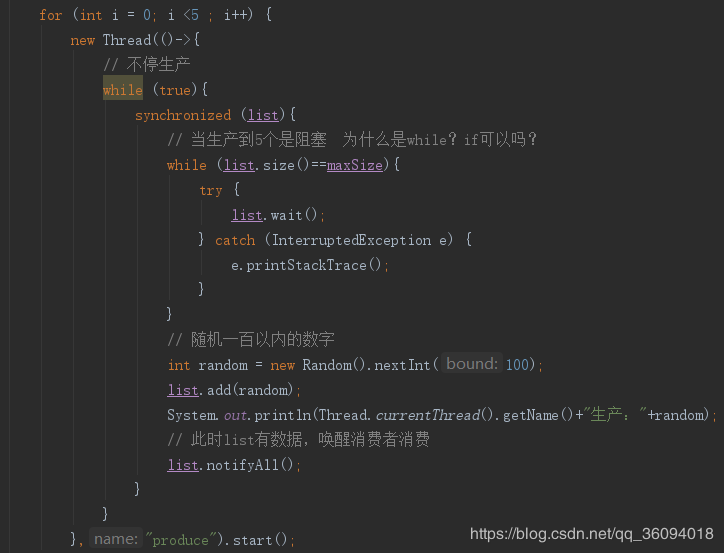 for (int i = 0; i <5 ; i++) {
new Thread(()->{
// 不停生产
while (true){
synchronized (list){
// 当生产到5个是阻塞  为什么是while? if可以吗?
while (list.size()==maxSize){
try {
list.wait();
} catch (InterruptedException e) {
e.printStackTrace();
}
}
// 随机一百以内的数字
int random = new Random().nextInt( bound: 100);
list.add(random);
System.out.println(Thread.currentThread().getName()+"生产: "+random);
// 此时list有数据, 唤醒消费者消费
list.notifyAll();
}
}
}, name: "produce").start();
https://blog.csdn.net/qq_36094018